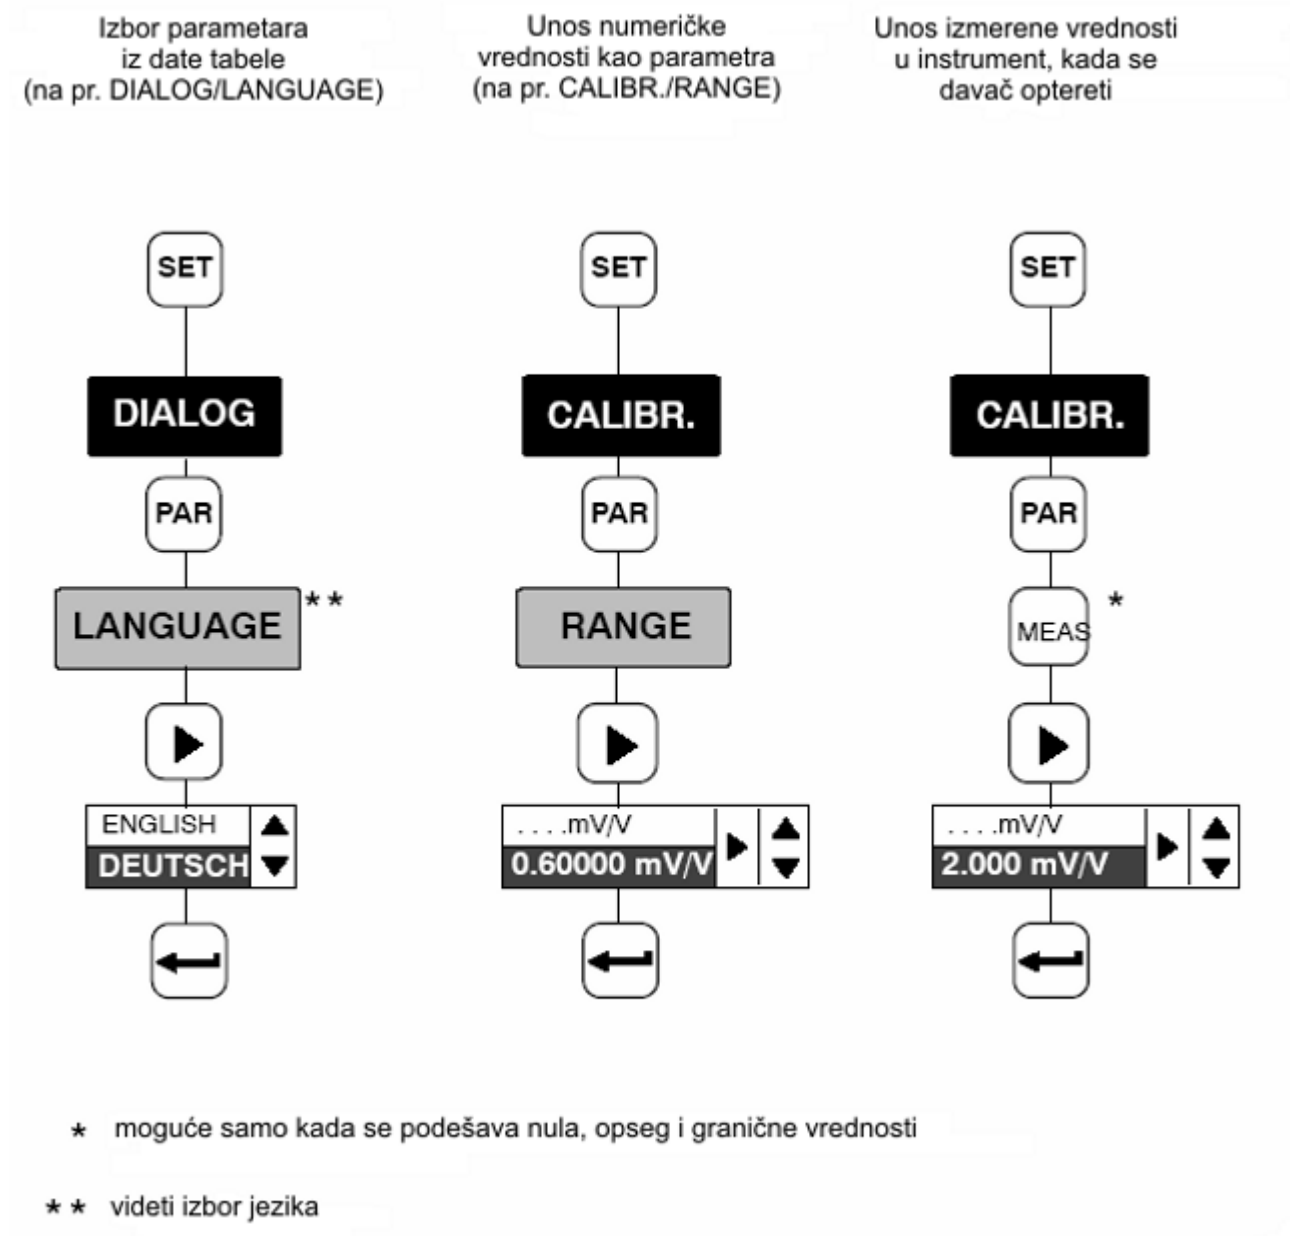 Izbor parametara
iz date tabele
(na pr. DIALOG/LANGUAGE)
Unos numeričke
vrednosti kao parametra
(na pr. CALIBR./RANGE)
Unos izmerene vrednosti
u instrument, kada se
davač optereti
SET
DIALOG
PAR
LANGUAGE
**
ENGLISH
DEUTSCH
SET
CALIBR.
PAR
RANGE
. . . .mV/V
0.60000 mV/V
SET
CALIBR.
PAR
MEAS
*
. . . .mV/V
2.000 mV/V
* moguće samo kada se podešava nula, opseg i granične vrednosti
** videti izbor jezika